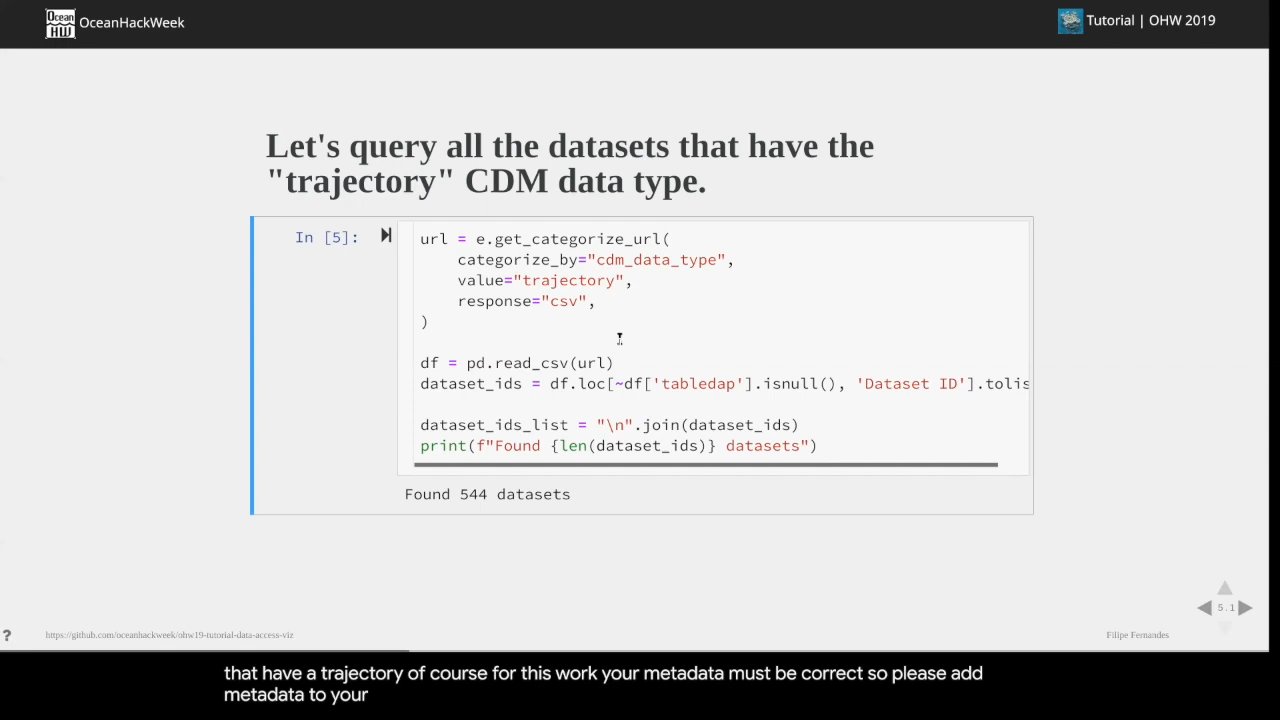 Ocean
HW
OceanHackWeek
Tutorial | OHW 2019
Let's query all the datasets that have the
"trajectory" CDM data type.
In [5]:
url = e.get_categorize_url(
    categorize_by="cdm_data_type",
    value="trajectory",
    response="csv",
)
df = pd.read_csv(url)
dataset_ids = df.loc[~df['tabledap'].isnull(), 'Dataset ID'].tolis
dataset_ids_list = "\n".join(dataset_ids)
print(f"Found {len(dataset_ids)} datasets")
Found 544 datasets
5.1
?
https://github.com/oceanhackweek/ohw19-tutorial-data-access-viz
Filipe Fernandes
that have a trajectory of course for this work your metadata must be correct so please add
metadata to your